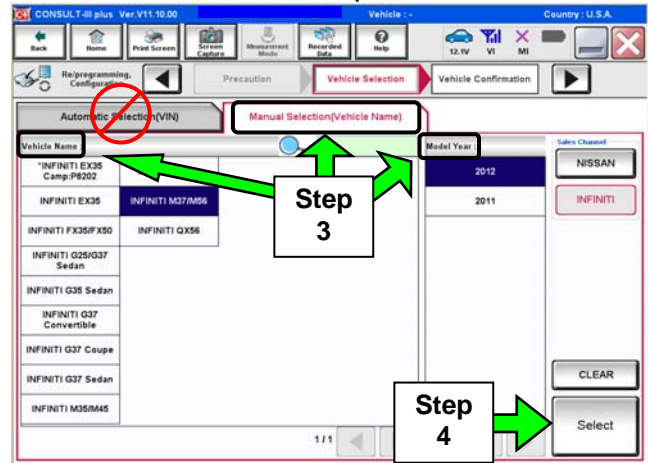 CONSULT-III plus Ver.V11.10.00 Vehicle : - Country : U.S.A.
Back Home Print Screen Screen Capture Measurement Mode Recorded Data Help 12.1V VI MI
Re/programming, Configuration Precaution Vehicle Selection Vehicle Confirmation
Automatic Selection(VIN) Manual Selection(Vehicle Name)
Vehicle Name : Model Year : Sales Channel
*INFINITI EX35 Camp:P8202 2012 NISSAN
INFINITI EX35 INFINITI M37/M56 2011 INFINITI
Step 3
INFINITI FX35/FX50 INFINITI QX56
INFINITI G25/G37 Sedan
INFINITI G35 Sedan
INFINITI G37 Convertible
INFINITI G37 Coupe
INFINITI G37 Sedan CLEAR
INFINITI M35/M45
Step 4 Select
1/1